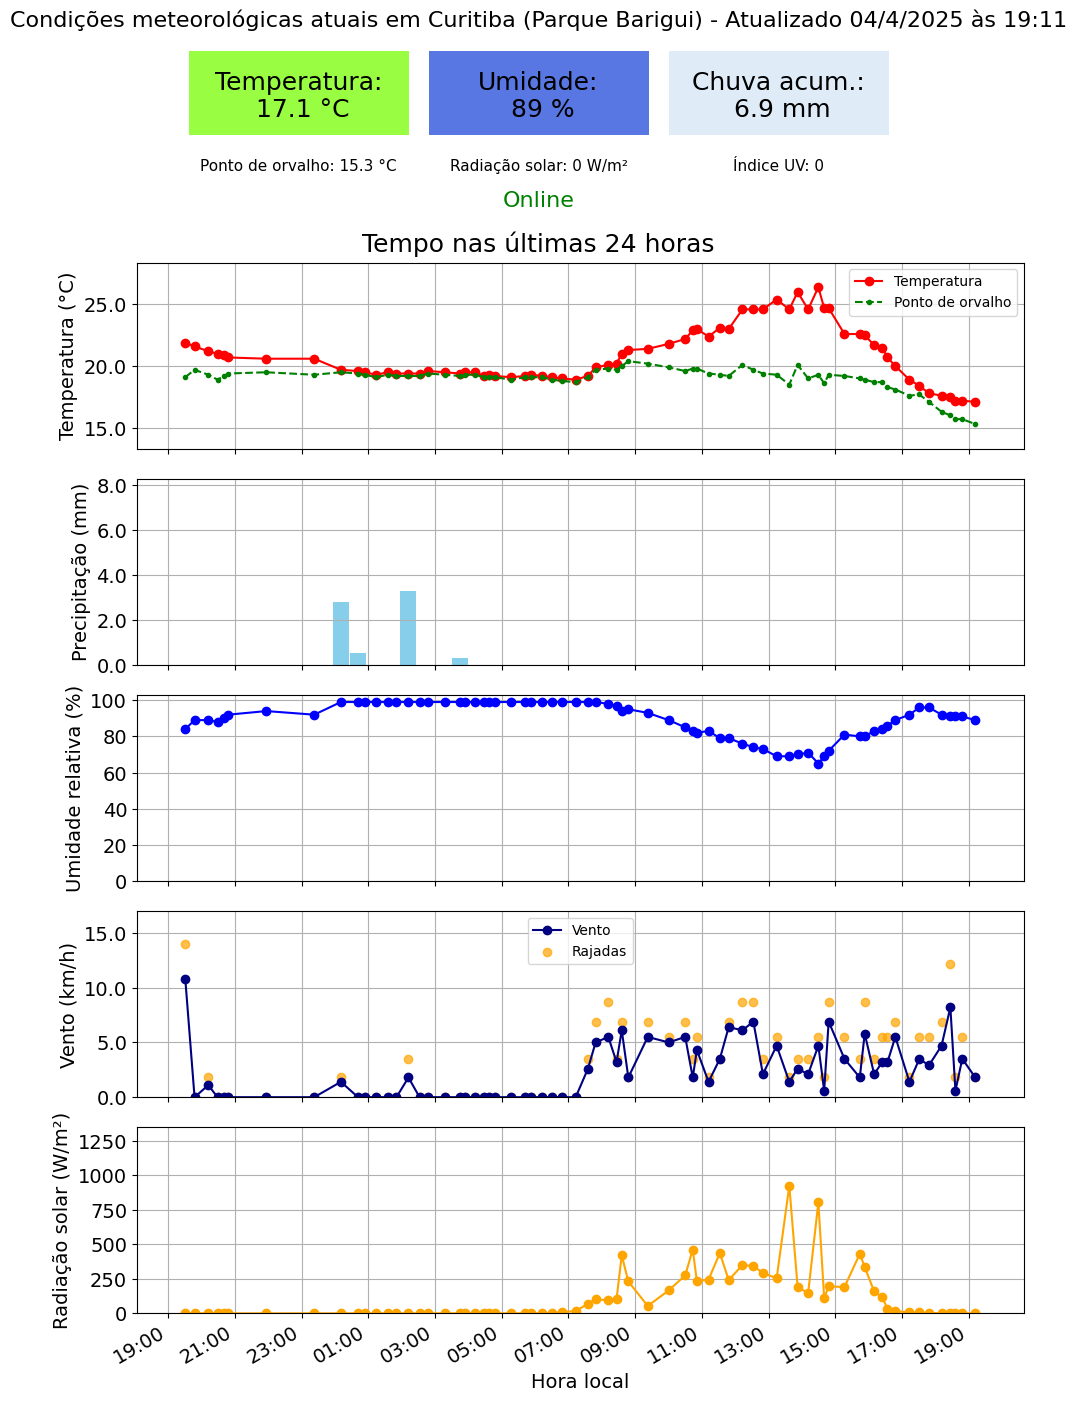 Condições meteorológicas atuais em Curitiba (Parque Barigui) - Atualizado 04/4/2025 às 19:11
Temperatura:
17.1 °C
Umidade:
89 %
Chuva acum.:
6.9 mm
Ponto de orvalho: 15.3 °C
Radiação solar: 0 W/m²
Índice UV: 0
Online
Tempo nas últimas 24 horas
Temperatura (°C)
25.0
20.0
15.0
Temperatura
Ponto de orvalho
Precipitação (mm)
8.0
6.0
4.0
2.0
0.0
Umidade relativa (%)
100
80
60
40
20
0
Vento (km/h)
15.0
10.0
5.0
0.0
Vento
Rajadas
Radiação solar (W/m²)
1250
1000
750
500
250
0
19:00
21:00
23:00
01:00
03:00
05:00
07:00
09:00
11:00
13:00
15:00
17:00
19:00
Hora local